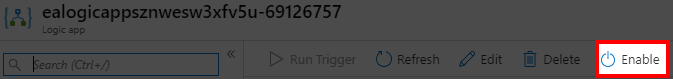 ealogicappsznwesw3xfv5u-69126757
Logic app
Search (Ctrl+/)
«
Run Trigger
Refresh
Edit
Delete
Enable